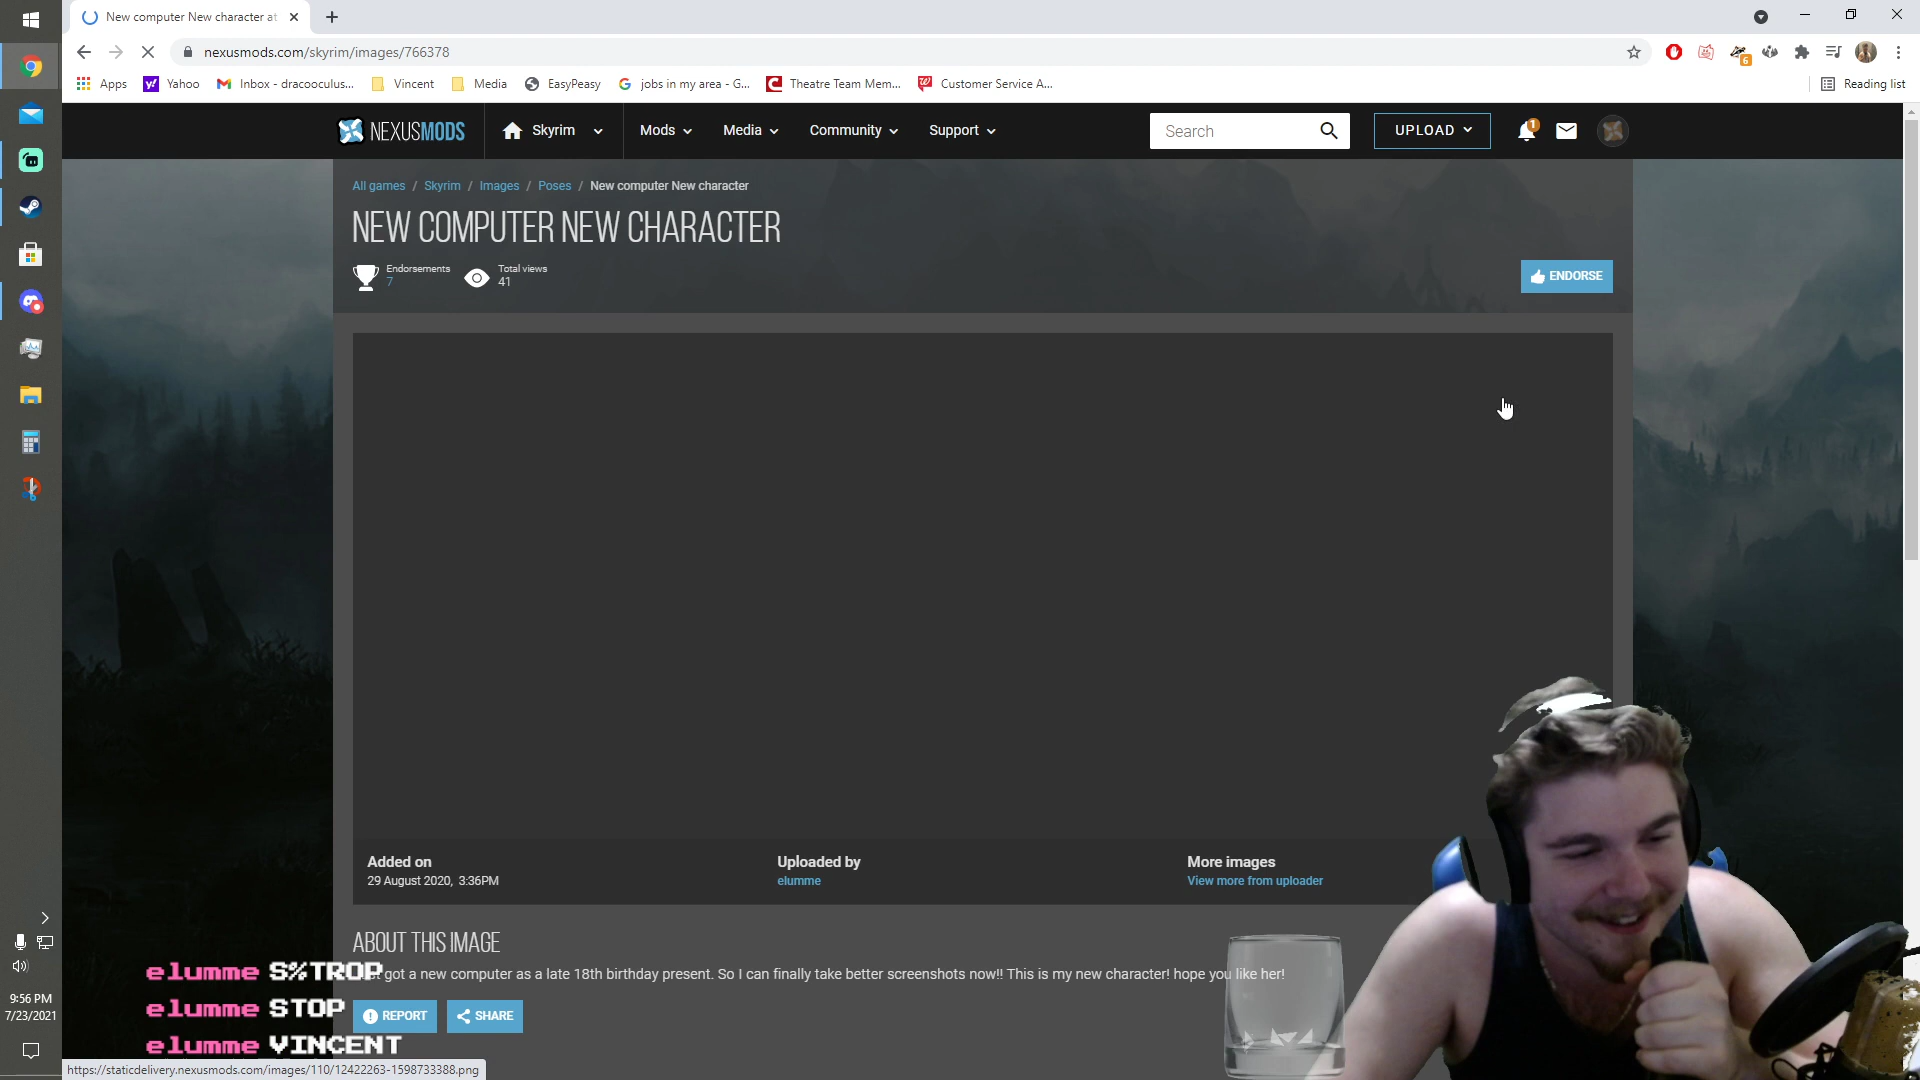 New computer New character at
nexusmods.com/skyrim/images/766378
6
Apps
Yahoo
Inbox - dracooculus...
Vincent
Media
EasyPeasy
jobs in my area - G...
Theatre Team Mem...
Customer Service A...
Reading list
NEXUSMODS
Skyrim
Mods
Media
Community
Support
Search
UPLOAD
1
All games / Skyrim / Images / Poses / New computer New character
NEW COMPUTER NEW CHARACTER
Endorsements
7
Total views
41
ENDORSE
Added on
29 August 2020, 3:36PM
Uploaded by
elumme
More images
View more from uploader
ABOUT THIS IMAGE
got a new computer as a late 18th birthday present. So I can finally take better screenshots now!! This is my new character! hope you like her!
REPORT
SHARE
elumme S%TROP
elumme STOP
elumme VINCENT
9:56 PM
7/23/2021
https://staticdelivery.nexusmods.com/images/110/12422263-1598733388.png